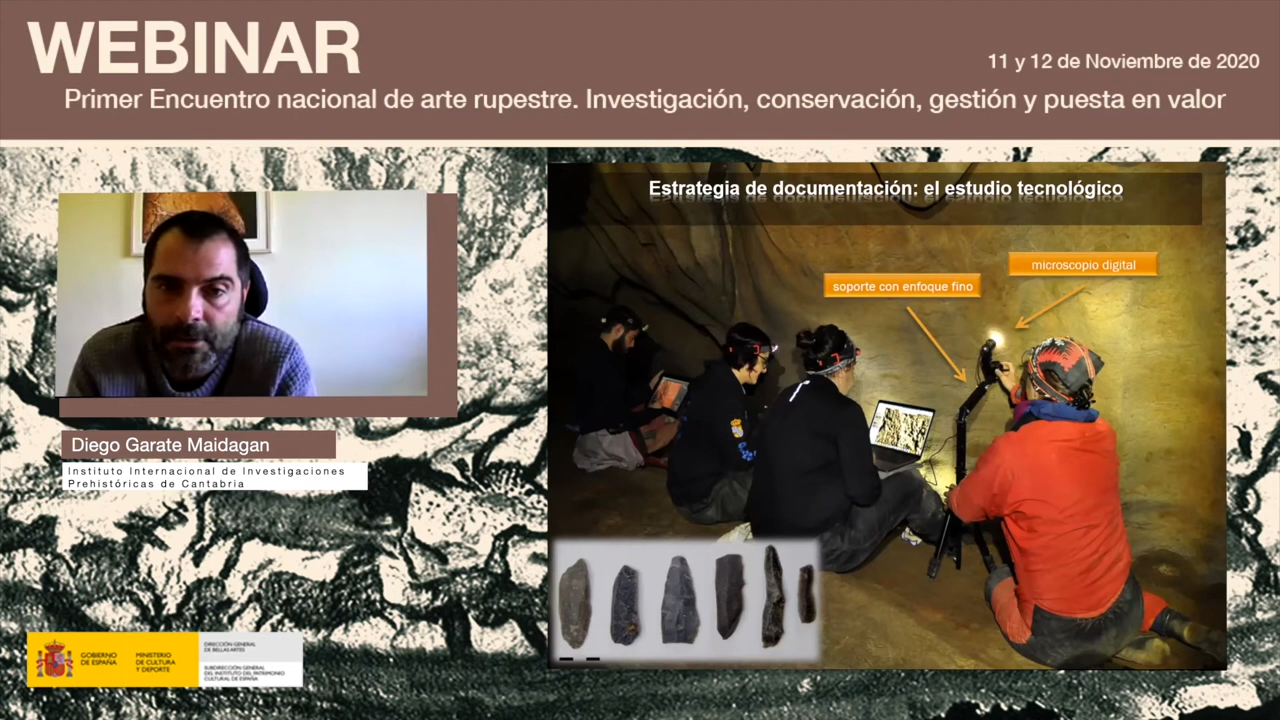 WEBINAR
11 y 12 de Noviembre de 2020
Primer Encuentro nacional de arte rupestre. Investigación, conservación, gestión y puesta en valor
Estrategia de documentación: el estudio tecnológico
microscopio digital
soporte con enfoque fino
Diego Garate Maidagan
Instituto Internacional de Investigaciones
Prehistóricas de Cantabria
GOBIERNO
DE ESPAÑA
MINISTERIO
DE CULTURA
Y DEPORTE
DIRECCIÓN GENERAL
DE BELLAS ARTES
SUBDIRECCIÓN GENERAL
DEL INSTITUTO DEL PATRIMONIO
CULTURAL DE ESPAÑA